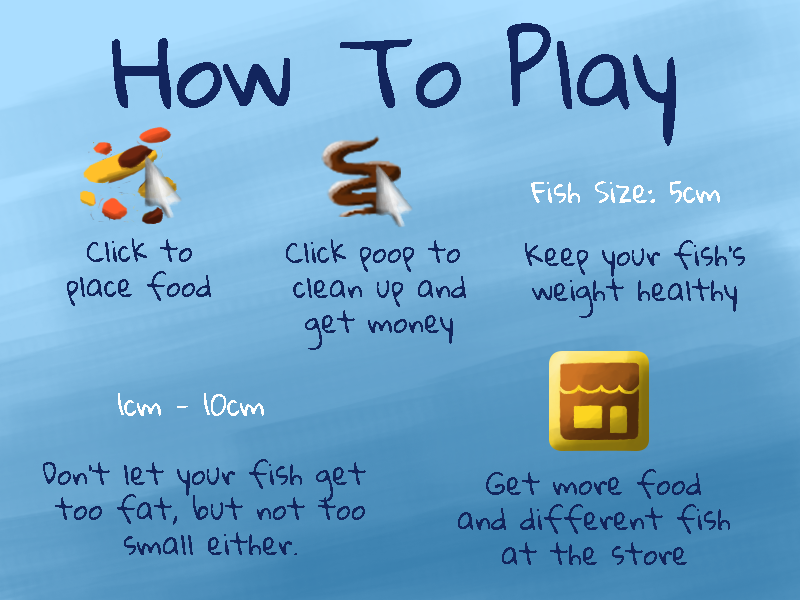 How To Play
Click to
place food
Click poop to
clean up and
get money
Fish Size: 5cm
Keep your fish's
weight healthy
1cm - 10cm
Don't let your fish get
too fat, but not too
small either.
Get more food
and different fish
at the store